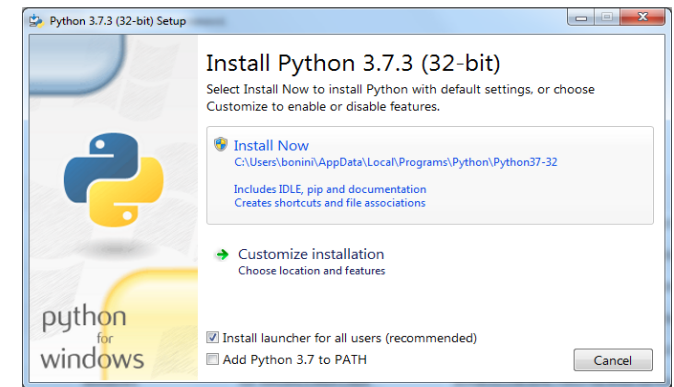 Python 3.7.3 (32-bit) Setup
Install Python 3.7.3 (32-bit)
Select Install Now to install Python with default settings, or choose
Customize to enable or disable features.
Install Now
C:\Users\bonini\AppData\Local\Programs\Python\Python37-32
Includes IDLE, pip and documentation
Creates shortcuts and file associations
Customize installation
Choose location and features
python
for
windows
Install launcher for all users (recommended)
Add Python 3.7 to PATH
Cancel